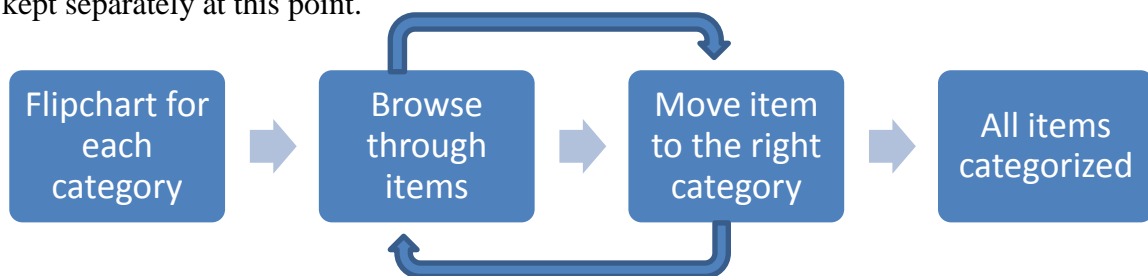 kept separately at this point.
Flipchart for
each
category
Browse
through
items
Move item
to the right
category
All items
categorized